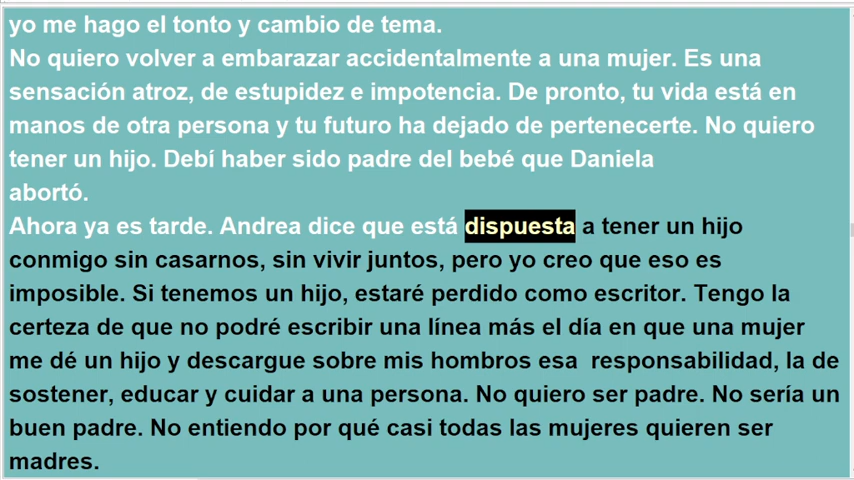 yo me hago el tonto y cambio de tema.
No quiero volver a embarazar accidentalmente a una mujer. Es una
sensación atroz, de estupidez e impotencia. De pronto, tu vida está en
manos de otra persona y tu futuro ha dejado de pertenecerte. No quiero
tener un hijo. Debí haber sido padre del bebé que Daniela
abortó.
Ahora ya es tarde. Andrea dice que está dispuesta a tener un hijo
conmigo sin casarnos, sin vivir juntos, pero yo creo que eso es
imposible. Si tenemos un hijo, estaré perdido como escritor. Tengo la
certeza de que no podré escribir una línea más el día en que una mujer
me dé un hijo y descargue sobre mis hombros esa  responsabilidad, la de
sostener, educar y cuidar a una persona. No quiero ser padre. No sería un
buen padre. No entiendo por qué casi todas las mujeres quieren ser
madres.